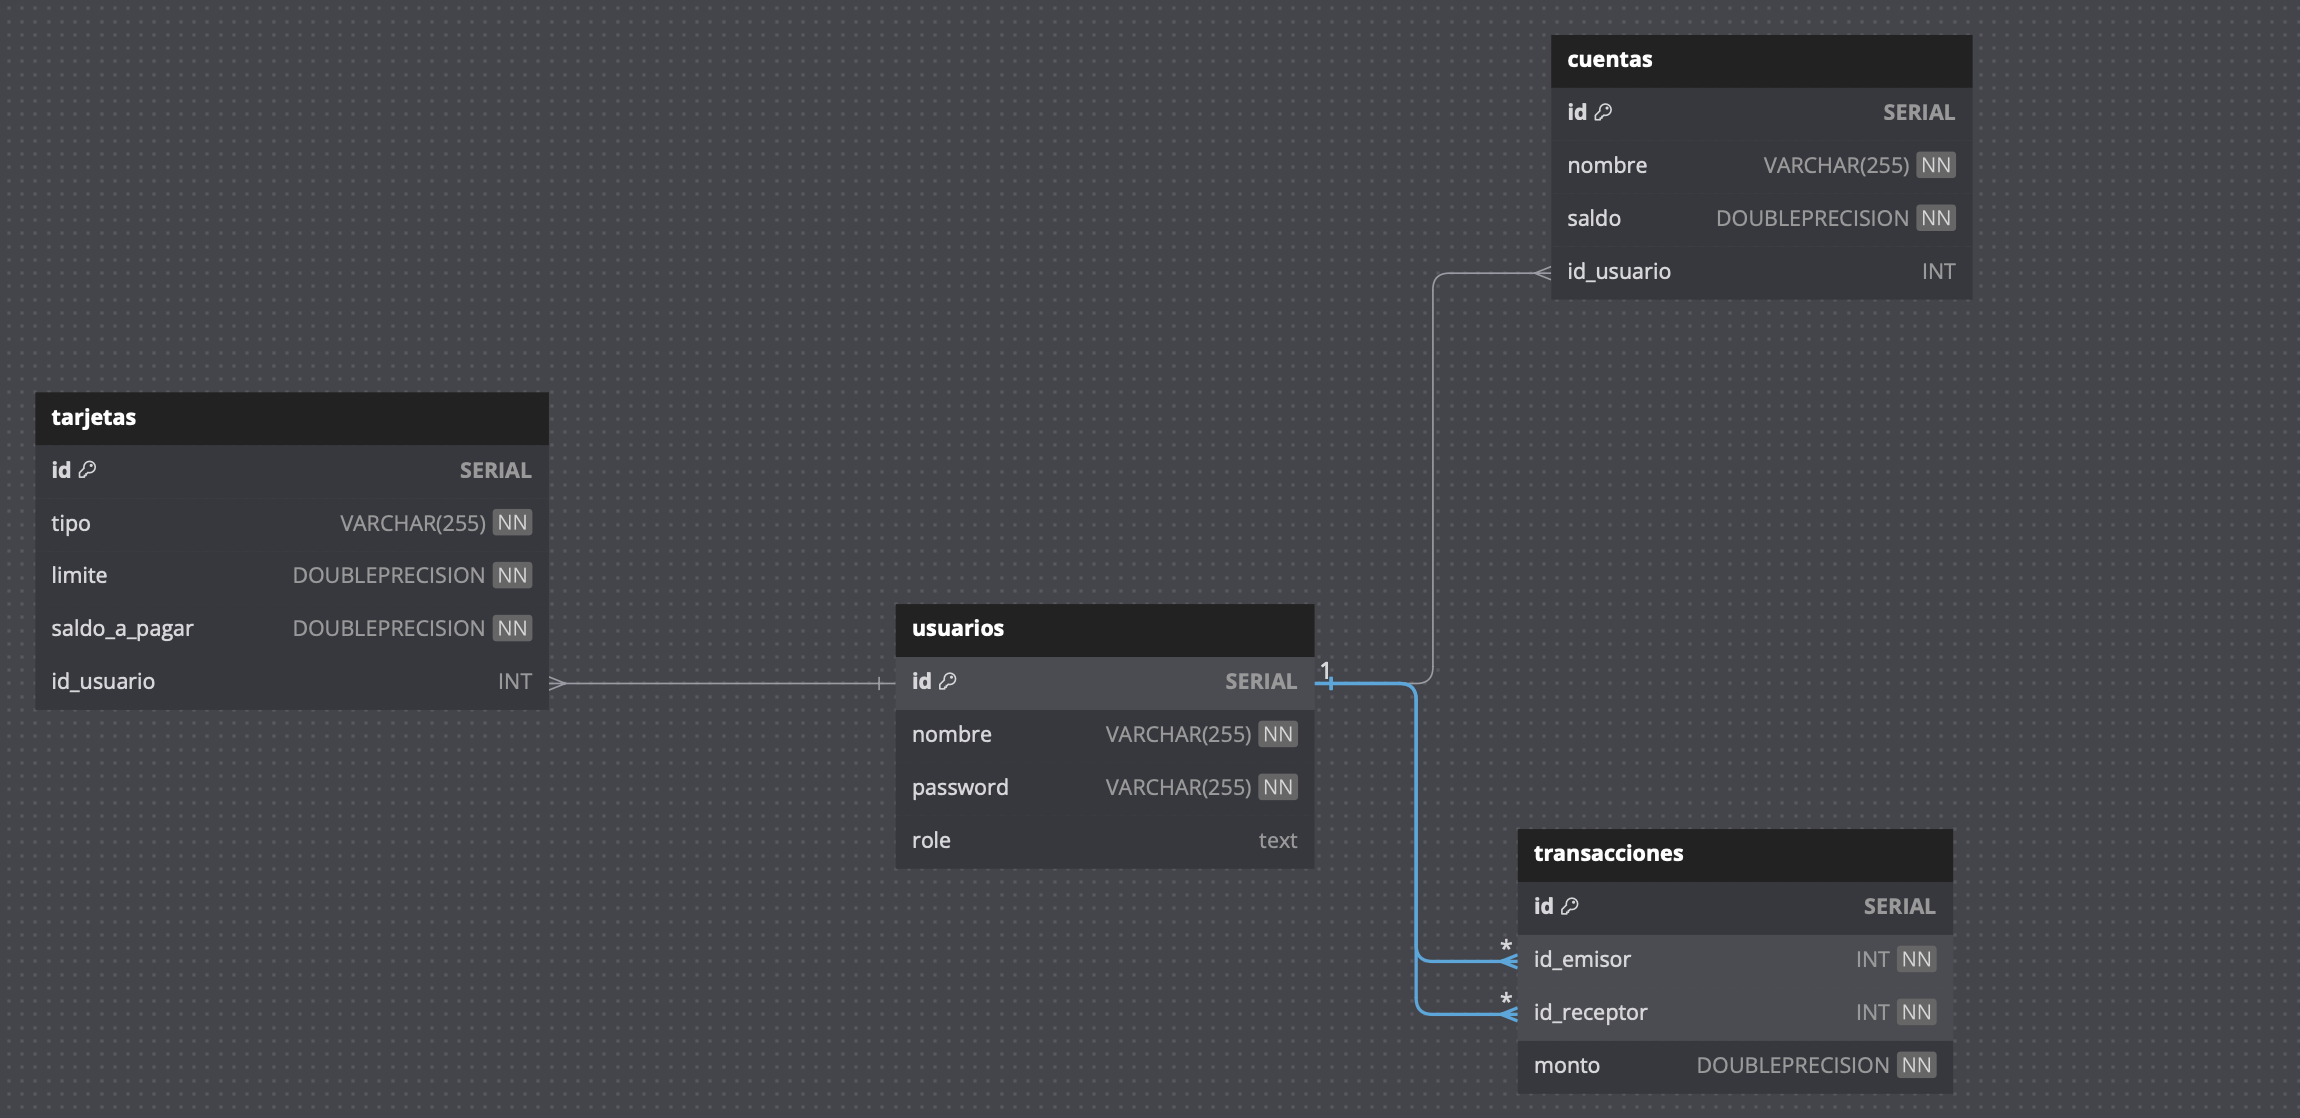 cuentas
id SERIAL
nombre VARCHAR(255) NN
saldo DOUBLEPRECISION NN
id_usuario INT
tarjetas
id SERIAL
tipo VARCHAR(255) NN
limite DOUBLEPRECISION NN
saldo_a_pagar DOUBLEPRECISION NN
id_usuario INT
usuarios
id SERIAL
1
nombre VARCHAR(255) NN
password VARCHAR(255) NN
role text
transacciones
id SERIAL
* id_emisor INT NN
* id_receptor INT NN
monto DOUBLEPRECISION NN